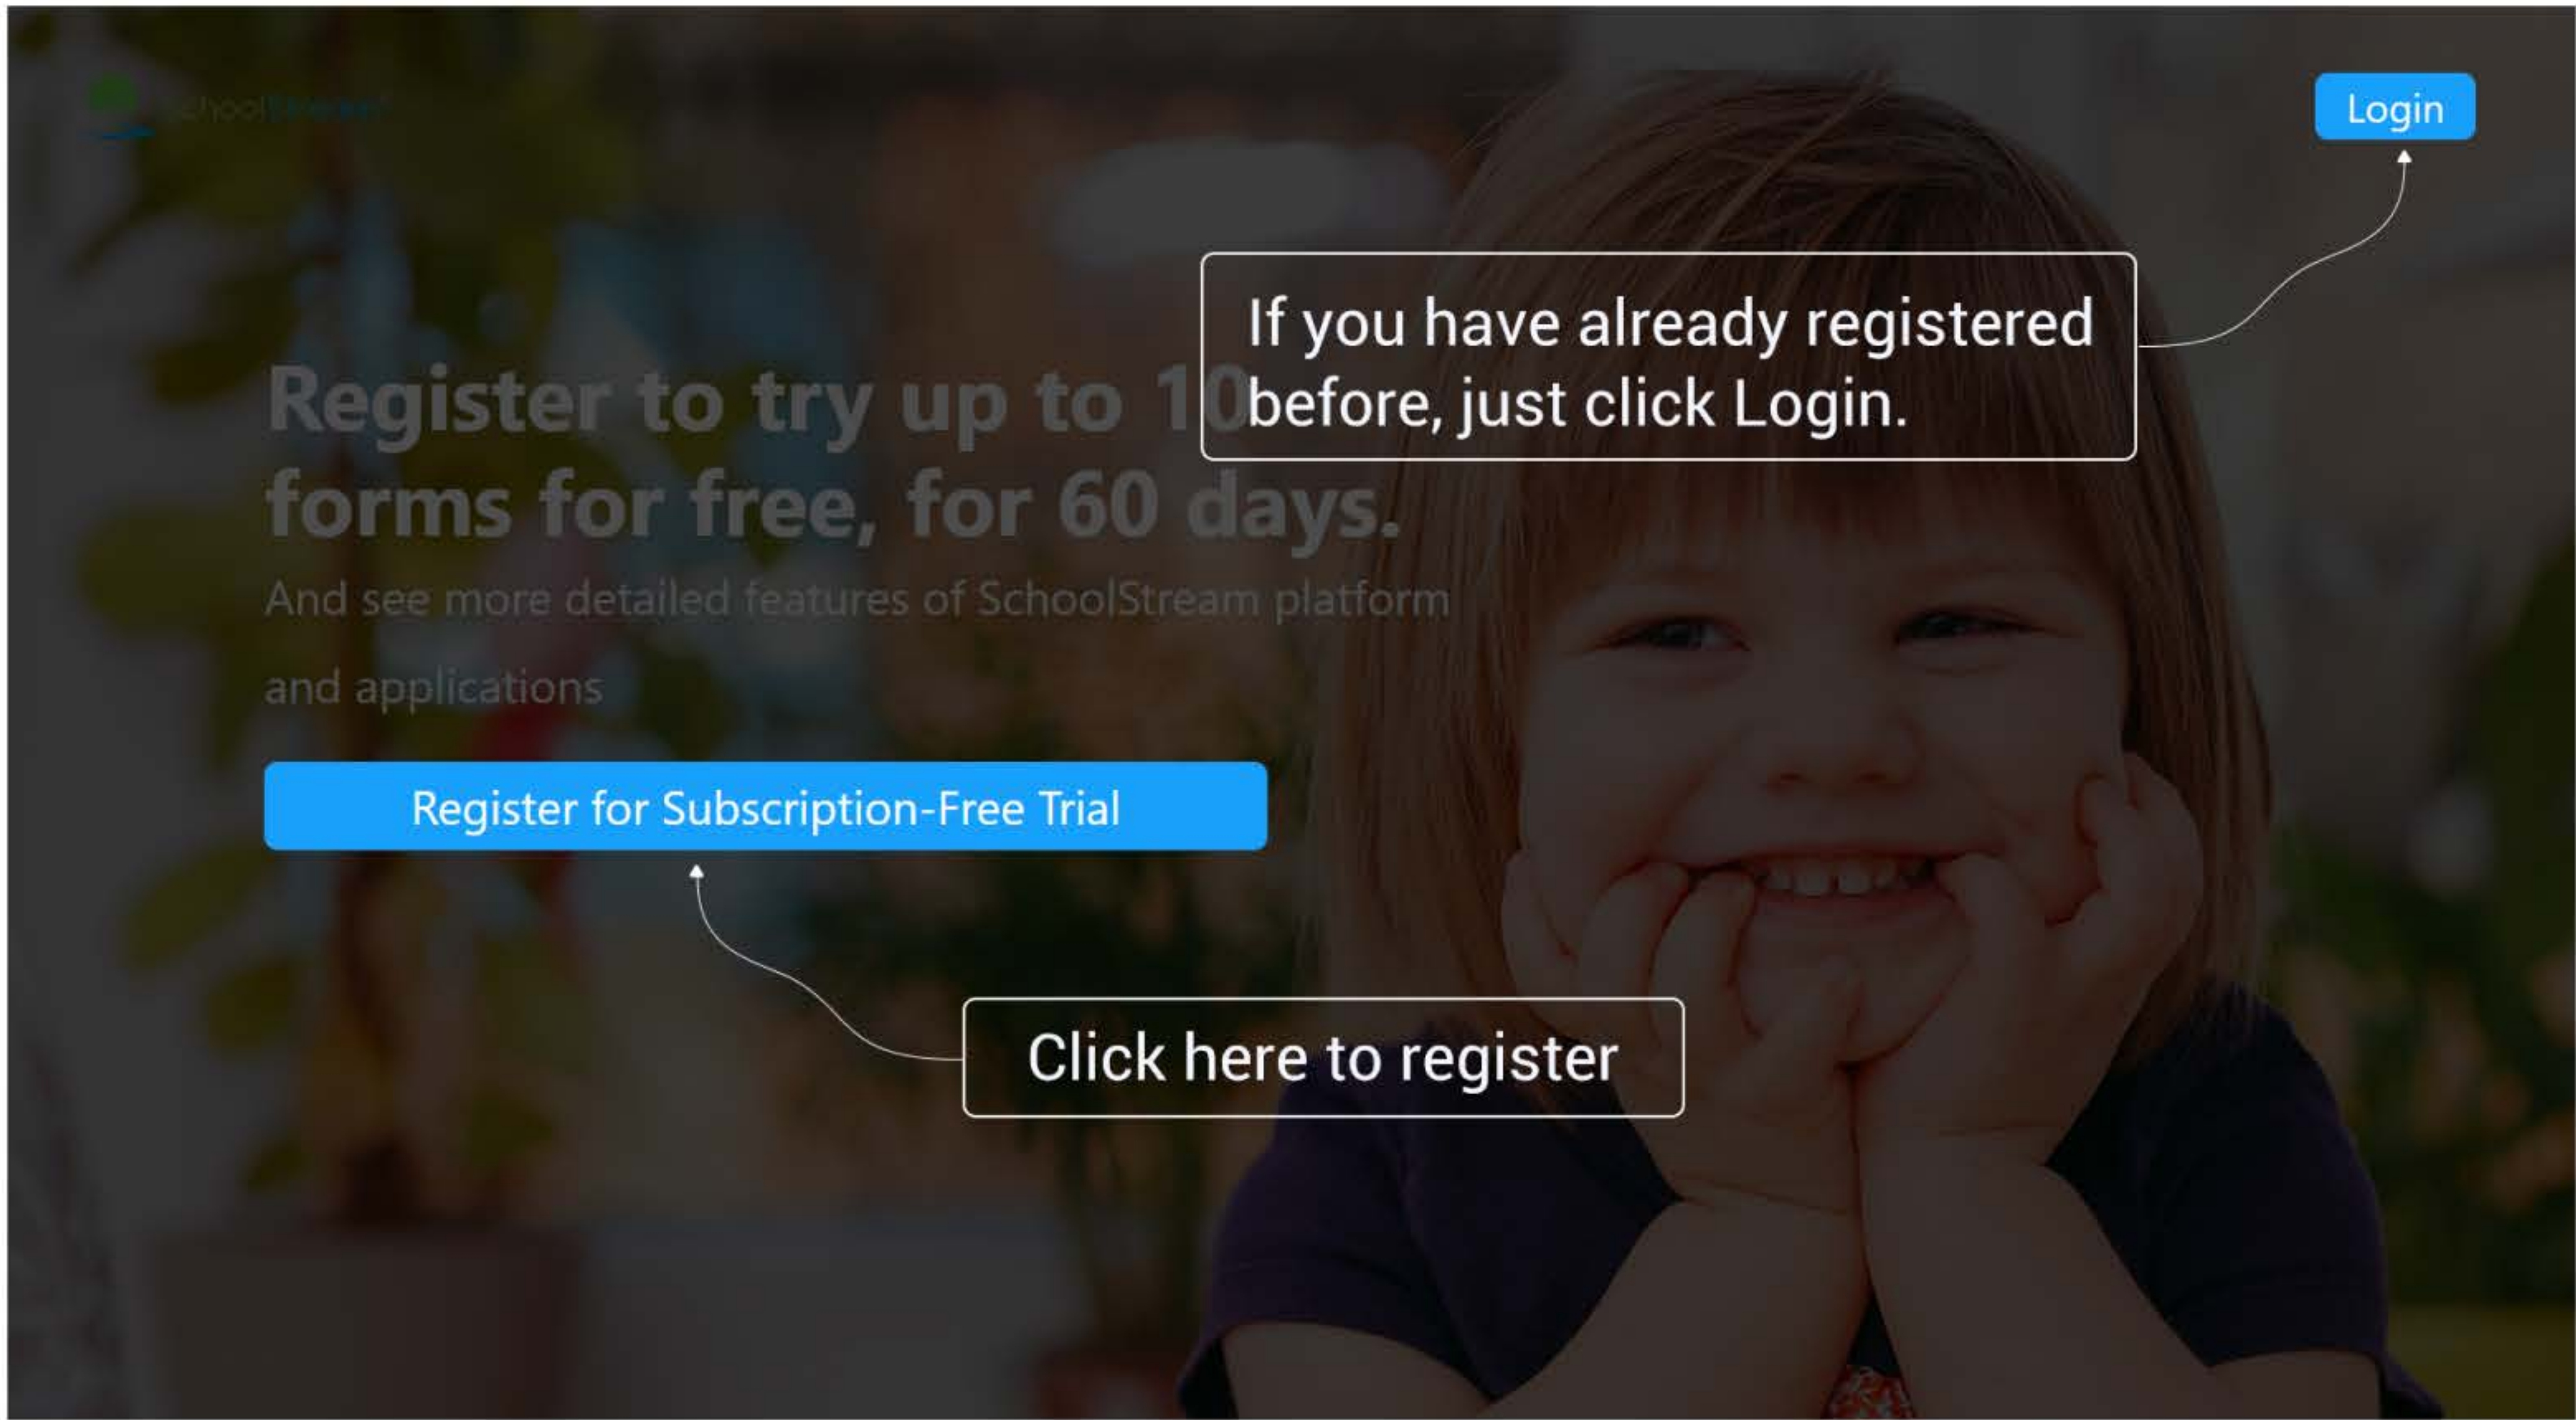 SchoolStream
Login
If you have already registered
before, just click Login.
Register to try up to 10
forms for free, for 60 days.
And see more detailed features of SchoolStream platform
and applications
Register for Subscription-Free Trial
Click here to register